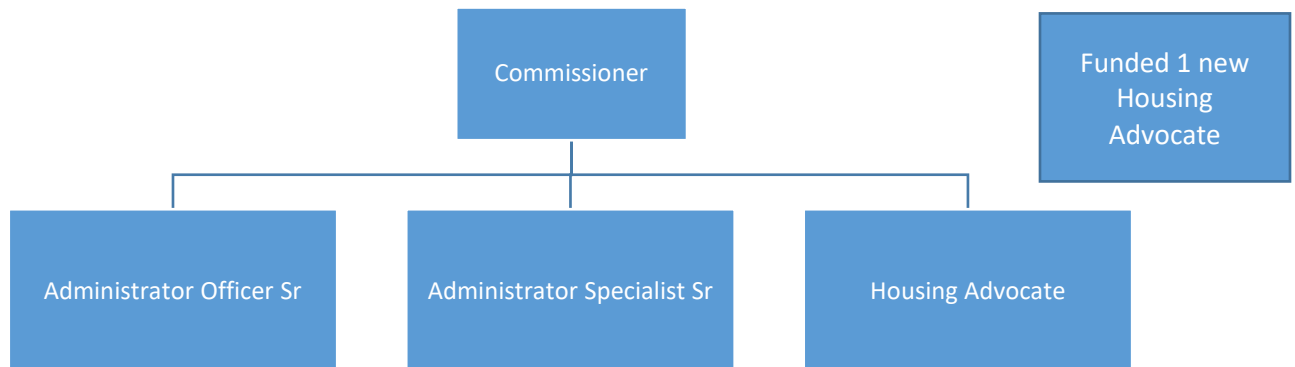 Commissioner
Funded 1 new
Housing
Advocate
Administrator Officer Sr
Administrator Specialist Sr
Housing Advocate